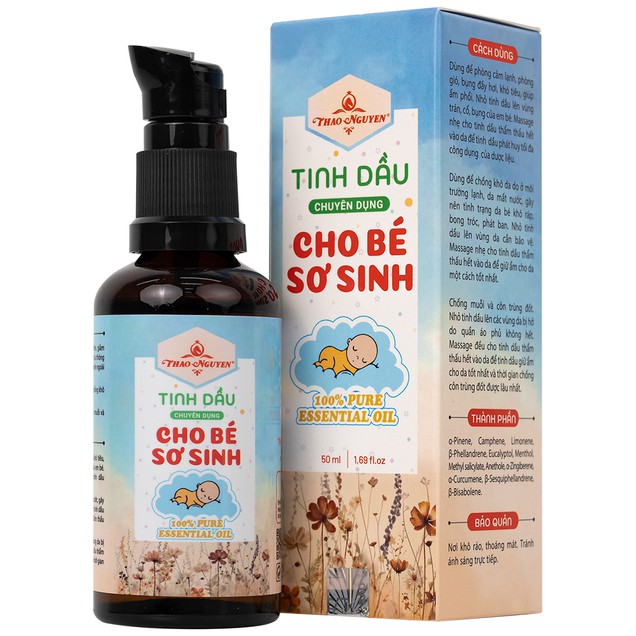 THAO-NGUYEN®
TINH DẦU
CHUYÊN DỤNG
CHO BÉ
SƠ SINH
100% PURE
ESSENTIAL OIL
50 ml | 1.69 fl.oz
CÁCH DÙNG
Dùng để phòng cảm lạnh, phòng
gió, bụng đầy hơi, khó tiêu, giúp
ấm phổi. Nhỏ tinh dầu lên vùng
trán, cổ, bụng của em bé. Massage
nhẹ cho tinh dầu thẩm thấu hết
vào da để tinh dầu phát huy tối đa
công dụng của dược liệu.
Dùng để chống khô da do ở môi
trường lạnh, da mất nước, gây
nên tình trạng da bé khô ráp,
bong tróc, phát ban. Nhỏ tinh
dầu lên vùng da cần bảo vệ.
Massage nhẹ cho tinh dầu thẩm
thấu hết vào da để giữ ẩm cho da
một cách tốt nhất.
Chống muỗi và côn trùng đốt.
Nhỏ tinh dầu lên các vùng da bị hở
do quần áo phủ không hết.
Massage đều cho tinh dầu thẩm
thấu hết vào da để tinh dầu giữ ẩm
cho da tốt nhất và thời gian chống
côn trùng đốt được lâu nhất.
THÀNH PHẦN
α-Pinene, Camphene, Limonene,
β-Phellandrene, Eucalyptol, Menthol,
Methyl salicylate, Anethole, α-Zingiberene,
α-Curcumene, β-Sesquiphellandrene,
β-Bisabolene.
BẢO QUẢN
Nơi khô ráo, thoáng mát. Tránh
ánh sáng trực tiếp.
THAO-NGUYEN®
TINH DẦU
CHUYÊN DỤNG
CHO BÉ
SƠ SINH
100% PURE
ESSENTIAL OIL